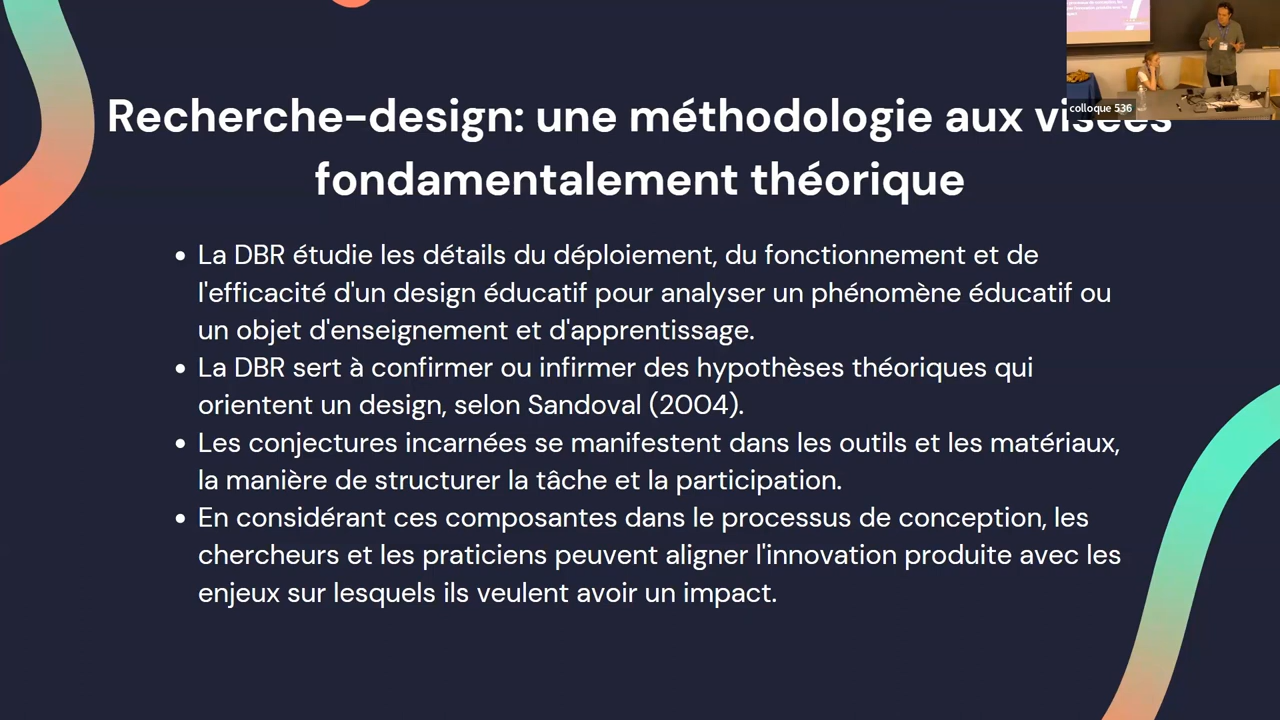 Recherche-design: une méthodologie aux visées
fondamentalement théorique
colloque 536
• La DBR étudie les détails du déploiement, du fonctionnement et de
l'efficacité d'un design éducatif pour analyser un phénomène éducatif ou
un objet d'enseignement et d'apprentissage.
• La DBR sert à confirmer ou infirmer des hypothèses théoriques qui
orientent un design, selon Sandoval (2004).
• Les conjectures incarnées se manifestent dans les outils et les matériaux,
la manière de structurer la tâche et la participation.
• En considérant ces composantes dans le processus de conception, les
chercheurs et les praticiens peuvent aligner l'innovation produite avec les
enjeux sur lesquels ils veulent avoir un impact.